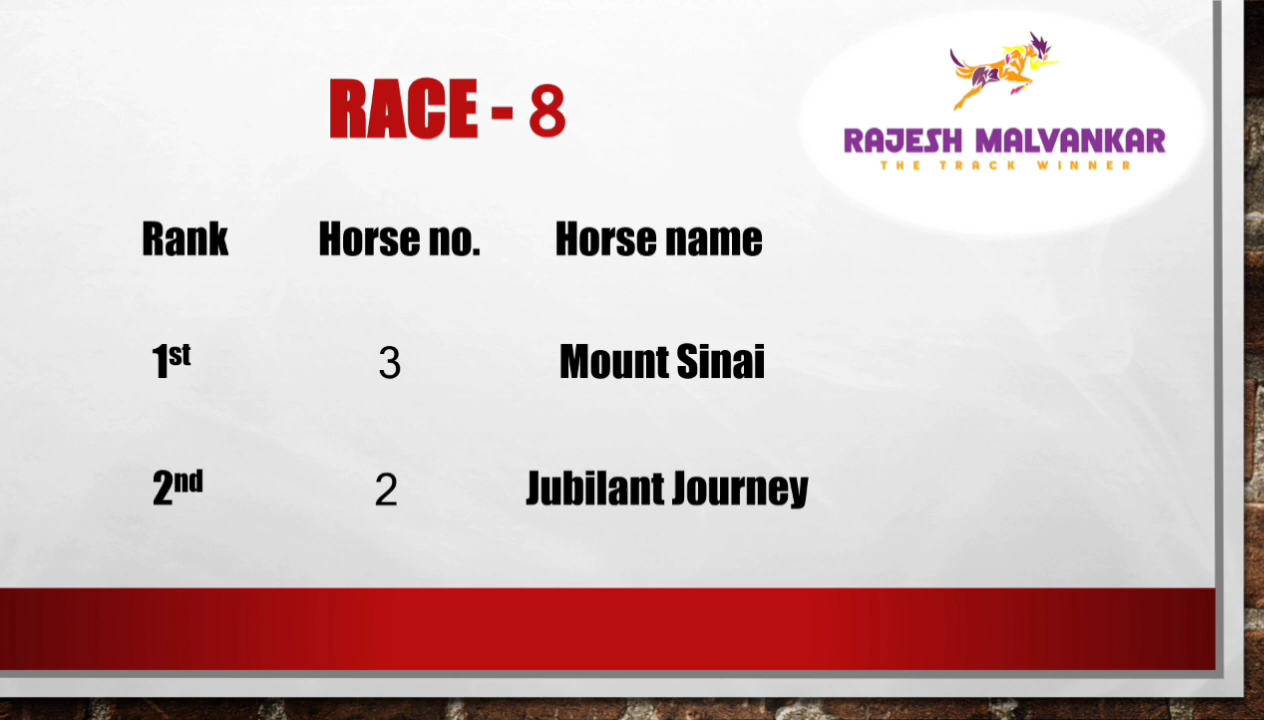 RACE - 8
RAJESH MALVANKAR
THE TRACK WINNER
Rank Horse no. Horse name
1st 3 Mount Sinai
2nd 2 Jubilant Journey